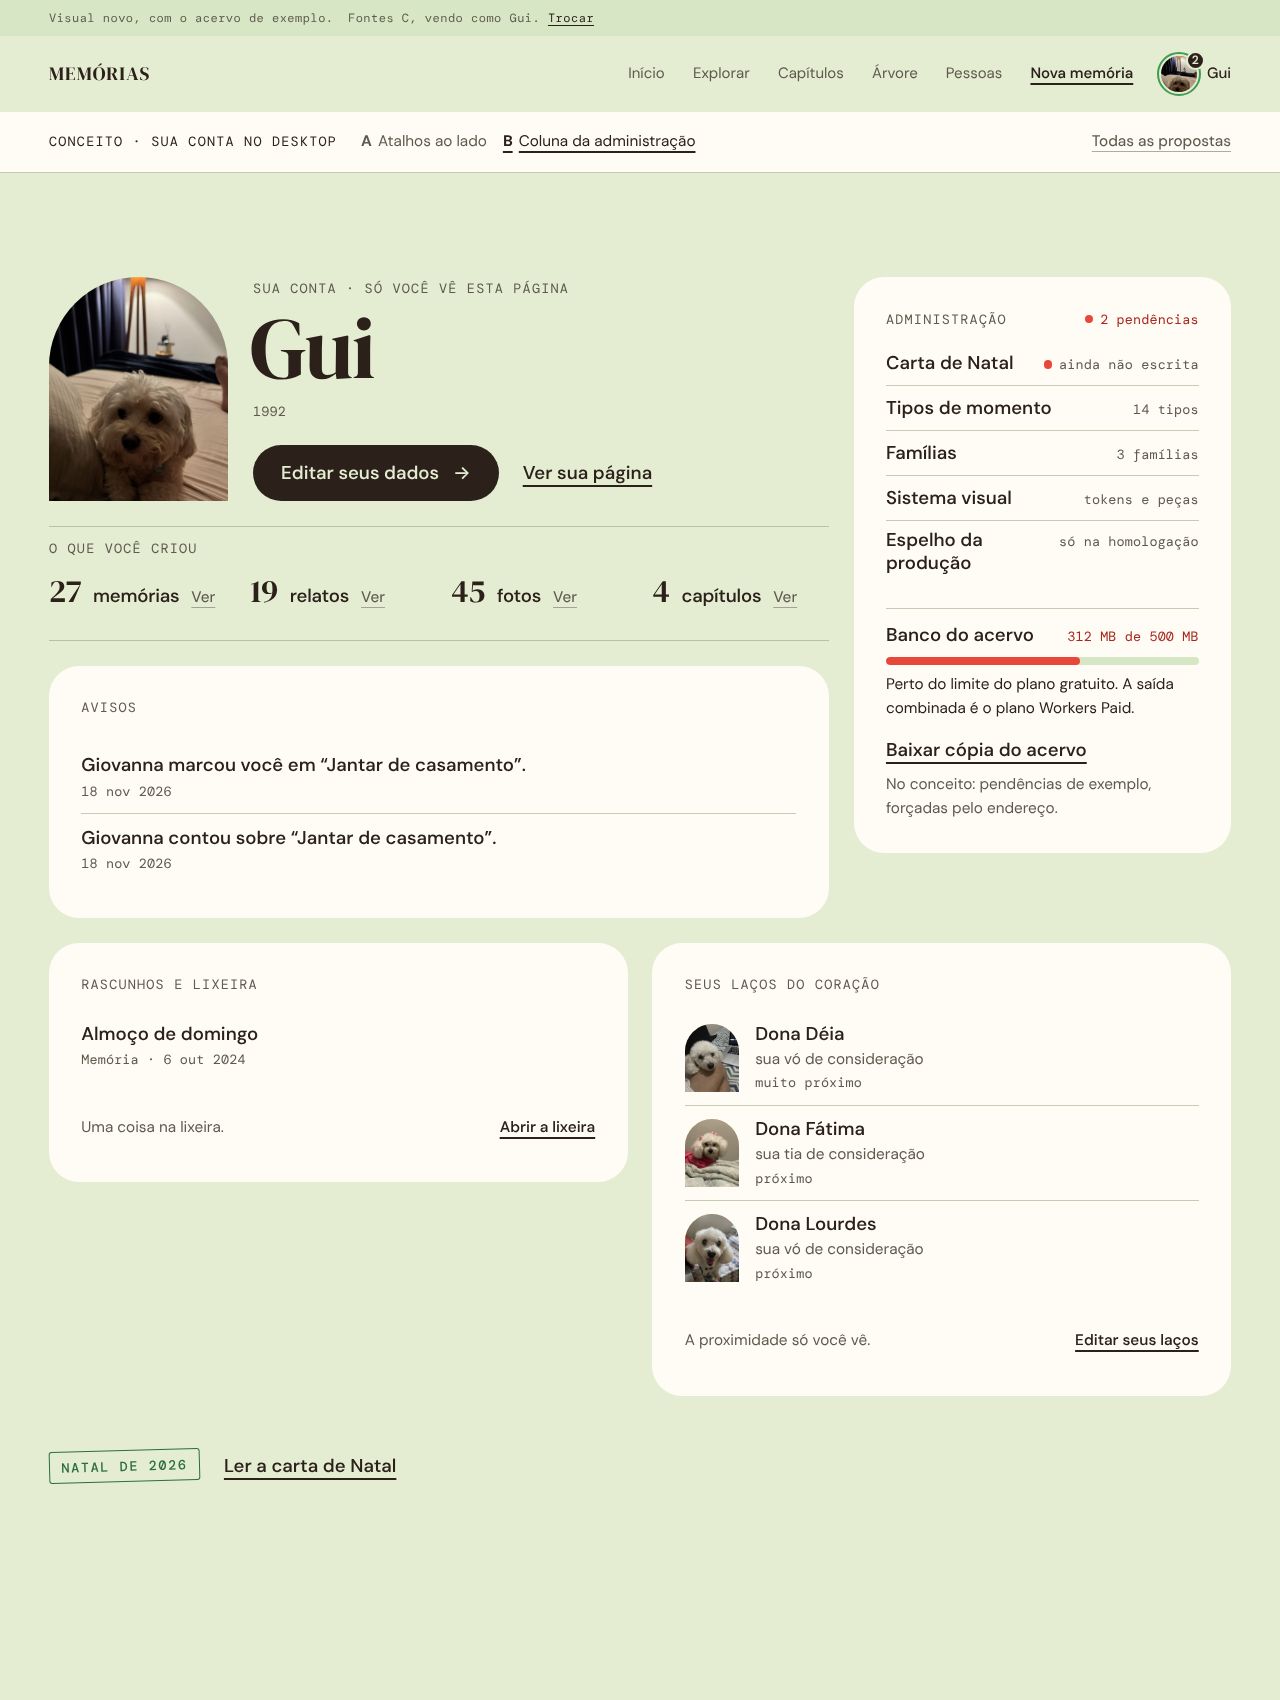 Visual novo, com o acervo de exemplo. Fontes C, vendo como Gui. Trocar
MEMÓRIAS
Início Explorar Capítulos Árvore Pessoas Nova memória 2 Gui
CONCEITO · SUA CONTA NO DESKTOP A Atalhos ao lado B Coluna da administração Todas as propostas
SUA CONTA · SÓ VOCÊ VÊ ESTA PÁGINA
Gui
1992
Editar seus dados → Ver sua página
O QUE VOCÊ CRIOU
27 memórias Ver 19 relatos Ver 45 fotos Ver 4 capítulos Ver
AVISOS
Giovanna marcou você em “Jantar de casamento”.
18 nov 2026
Giovanna contou sobre “Jantar de casamento”.
18 nov 2026
ADMINISTRAÇÃO 2 pendências
Carta de Natal ainda não escrita
Tipos de momento 14 tipos
Famílias 3 famílias
Sistema visual tokens e peças
Espelho da só na homologação
produção
Banco do acervo 312 MB de 500 MB
Perto do limite do plano gratuito. A saída
combinada é o plano Workers Paid.
Baixar cópia do acervo
No conceito: pendências de exemplo,
forçadas pelo endereço.
RASCUNHOS E LIXEIRA
Almoço de domingo
Memória · 6 out 2024
Uma coisa na lixeira. Abrir a lixeira
SEUS LAÇOS DO CORAÇÃO
Dona Déia
sua vó de consideração
muito próximo
Dona Fátima
sua tia de consideração
próximo
Dona Lourdes
sua vó de consideração
próximo
A proximidade só você vê. Editar seus laços
NATAL DE 2026 Ler a carta de Natal